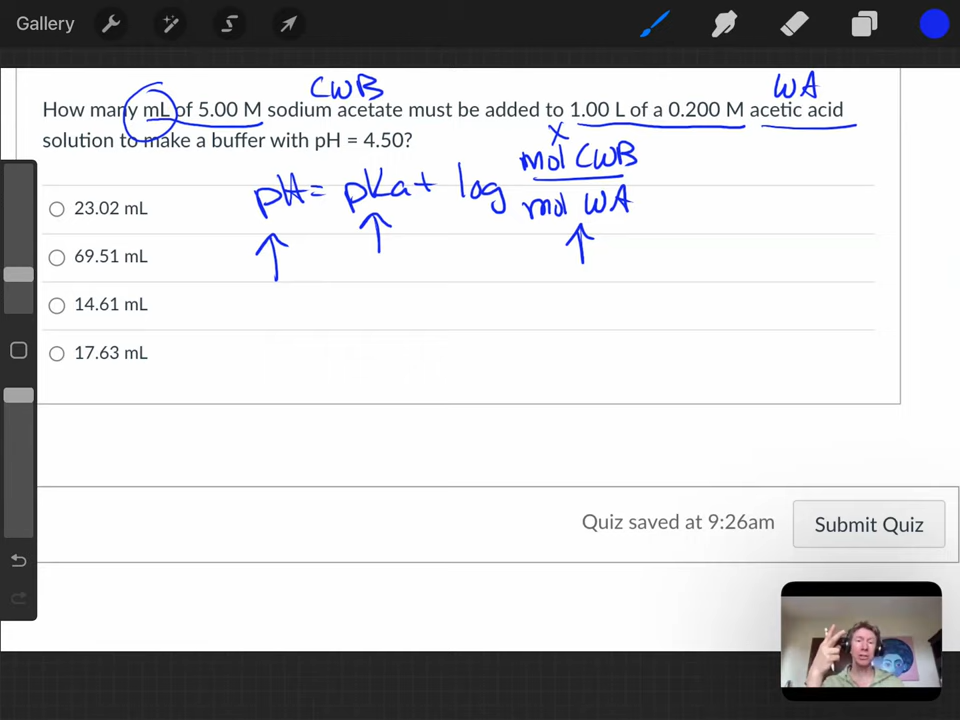 Gallery
CWB
WA
How many mL of 5.00 M sodium acetate must be added to 1.00 L of a 0.200 M acetic acid
solution to make a buffer with pH = 4.50?
x
pH = pKa + log mol CWB
mol WA
23.02 mL
69.51 mL
14.61 mL
17.63 mL
Quiz saved at 9:26am
Submit Quiz